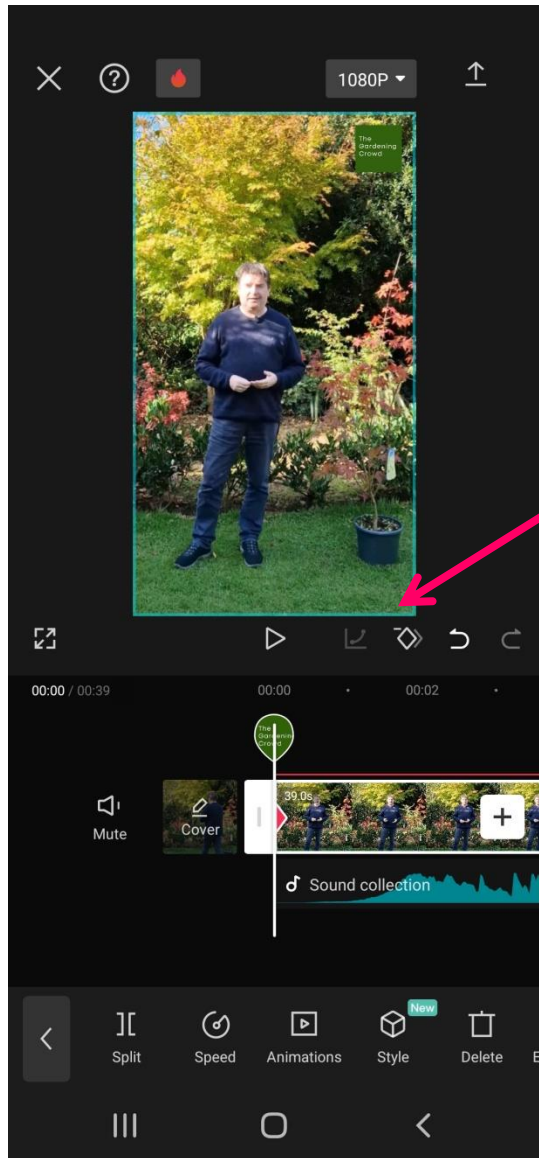 1080P
The
Gardening
Crowd
00:00 / 00:39
00:00
00:02
The
Gardening
Crowd
39.0s
Mute
Cover
Sound collection
Split
Speed
Animations
Style
New
Delete
E